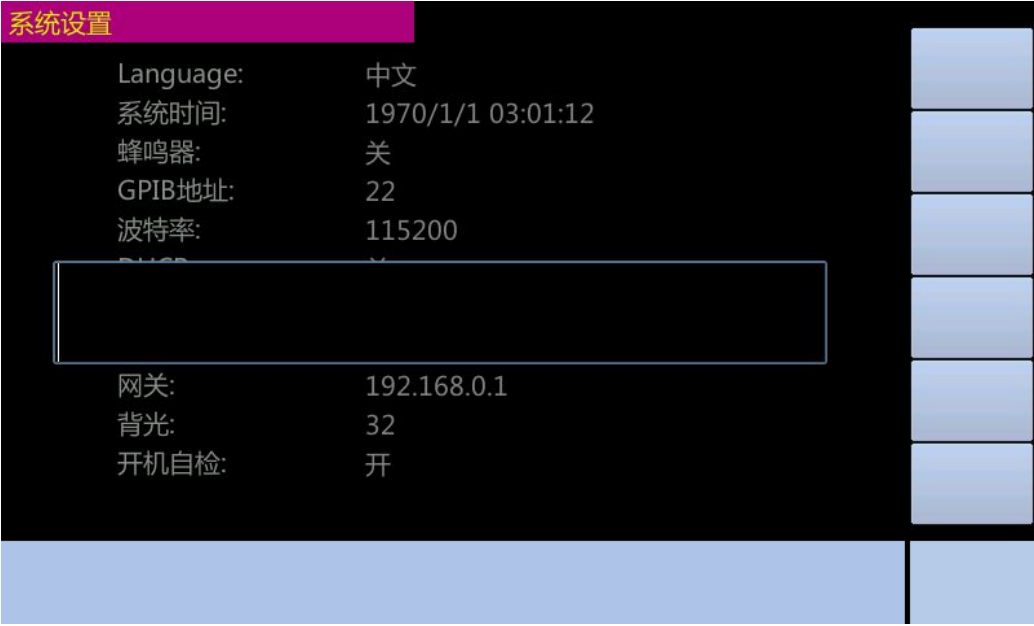 系统设置
Language: 中文
系统时间: 1970/1/1 03:01:12
蜂鸣器: 关
GPIB地址: 22
波特率: 115200
网关: 192.168.0.1
背光: 32
开机自检: 开